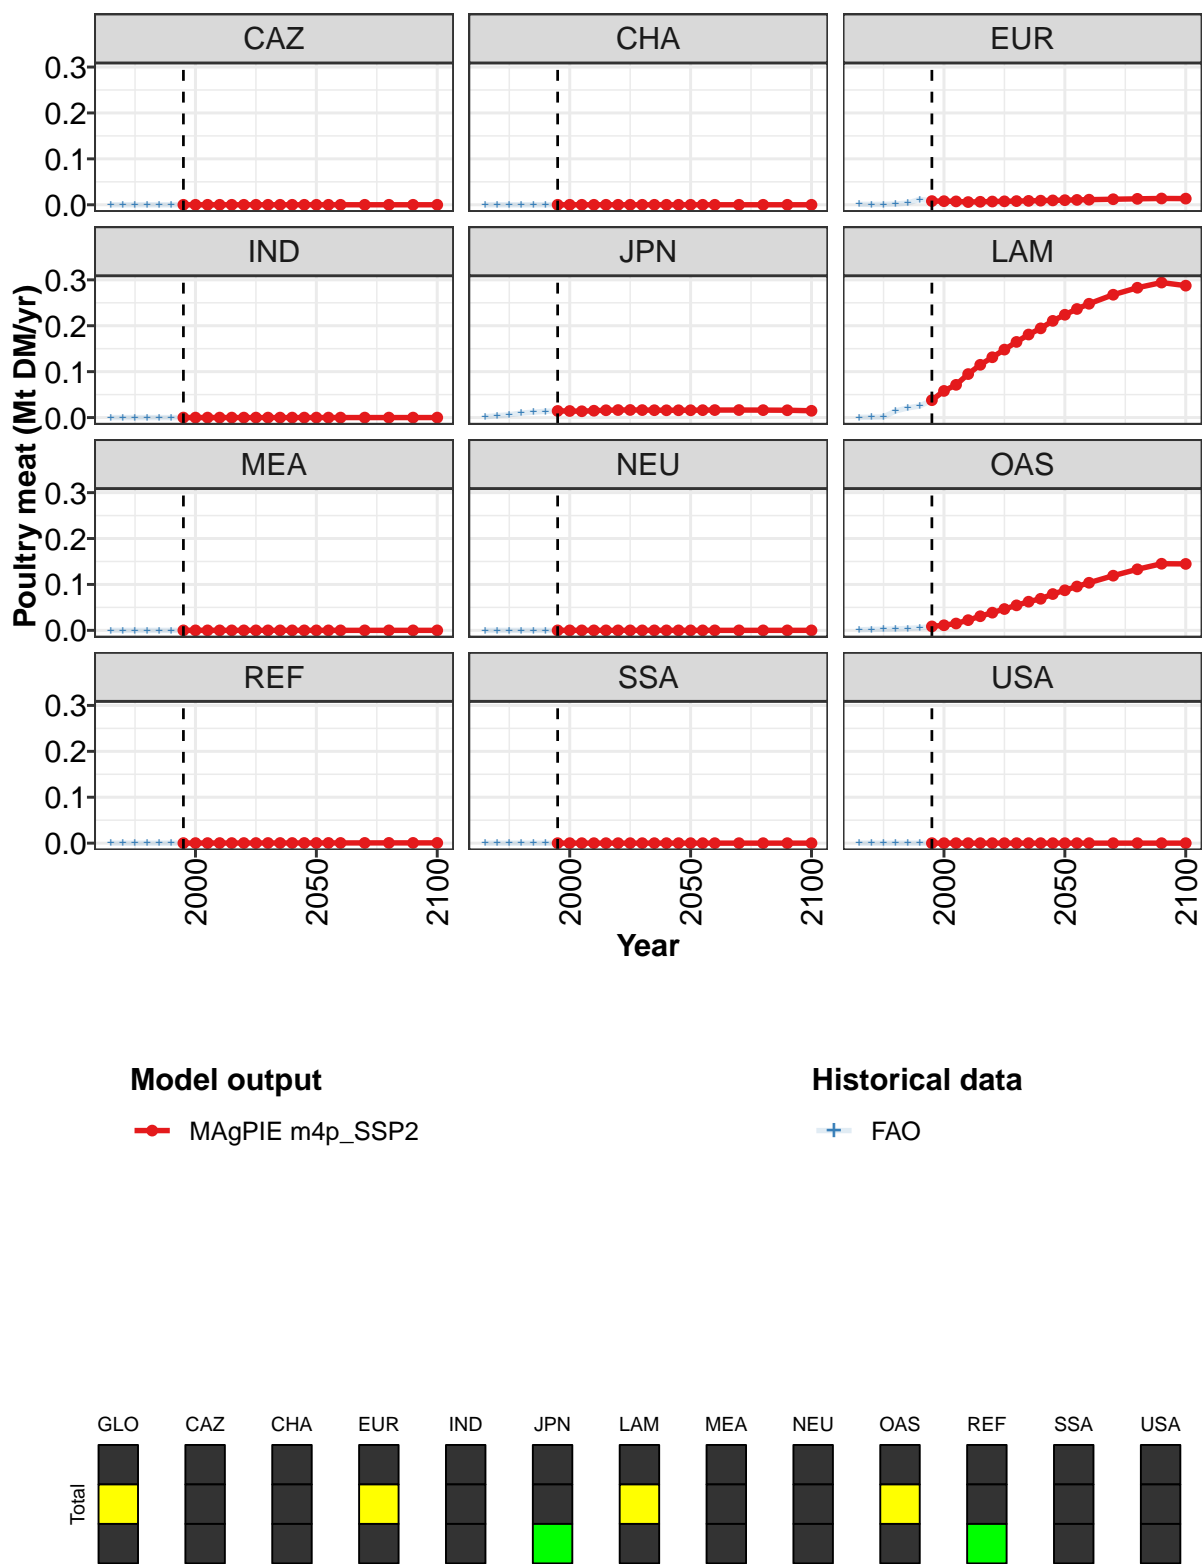 CAZ CHA EUR
0.3
0.2
0.1
0.0
IND JPN LAM
0.3
0.2
0.1
0.0
MEA NEU OAS
0.3
0.2
0.1
0.0
REF SSA USA
0.3
0.2
0.1
0.0
Poultry meat (Mt DM/yr)
2000 2050 2100 2000 2050 2100 2000 2050 2100
Year
Model output Historical data
MAgPIE m4p_SSP2 FAO
GLO CAZ CHA EUR IND JPN LAM MEA NEU OAS REF SSA USA
Total